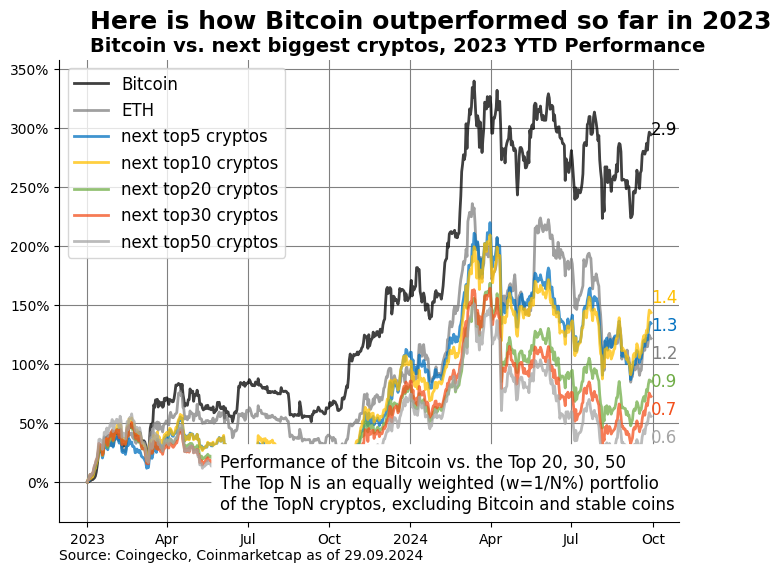 Here is how Bitcoin outperformed so far in 2023
Bitcoin vs. next biggest cryptos, 2023 YTD Performance
350%
300%
250%
200%
150%
100%
50%
0%
Bitcoin
ETH
next top5 cryptos
next top10 cryptos
next top20 cryptos
next top30 cryptos
next top50 cryptos
2.9
1.4
1.3
1.2
0.9
0.7
0.6
Performance of the Bitcoin vs. the Top 20, 30, 50
The Top N is an equally weighted (w=1/N%) portfolio
of the TopN cryptos, excluding Bitcoin and stable coins
2023 Apr Jul Oct 2024 Apr Jul Oct
Source: Coingecko, Coinmarketcap as of 29.09.2024